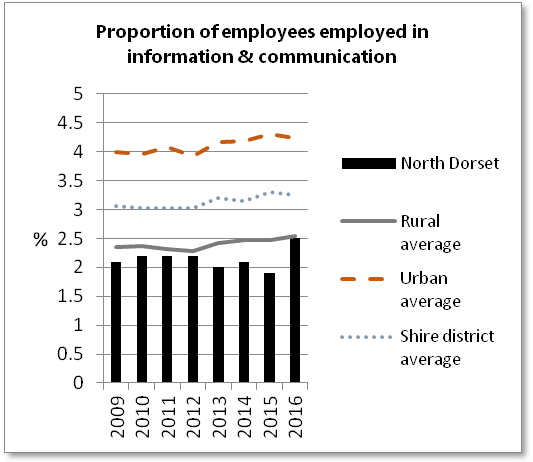 Proportion of employees employed in
information & communication
5
4.5
4
3.5
3
2.5
2
1.5
1
0.5
0
%
2009
2010
2011
2012
2013
2014
2015
2016
North Dorset
Rural
average
Urban
average
Shire district
average